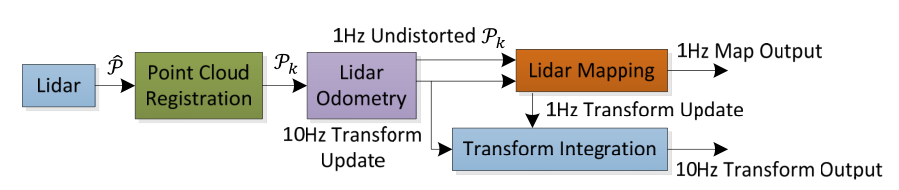 1Hz Undistorted 𝒫k
1Hz Map Output
Lidar
𝒫̂
Point Cloud
Registration
𝒫k
Lidar
Odometry
Lidar Mapping
1Hz Transform Update
10Hz Transform
Update
Transform Integration
10Hz Transform Output